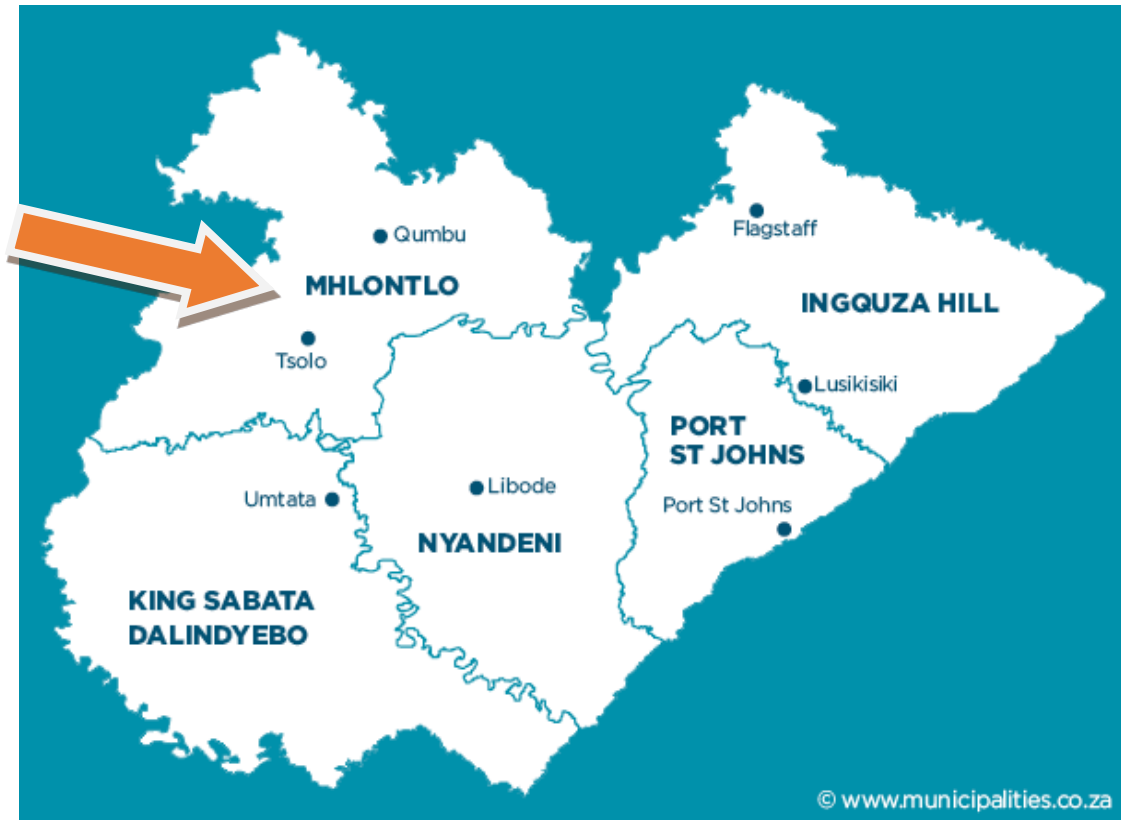 Qumbu
Flagstaff
MHLONTLO
INGQUZA HILL
Tsolo
Lusikisiki
PORT
ST JOHNS
Umtata
Libode
Port St Johns
NYANDENI
KING SABATA
DALINDYEBO
© www.municipalities.co.za